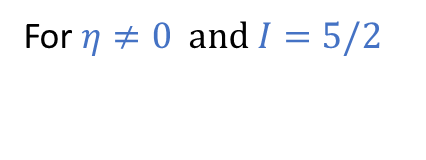 For η ≠ 0 and I = 5/2